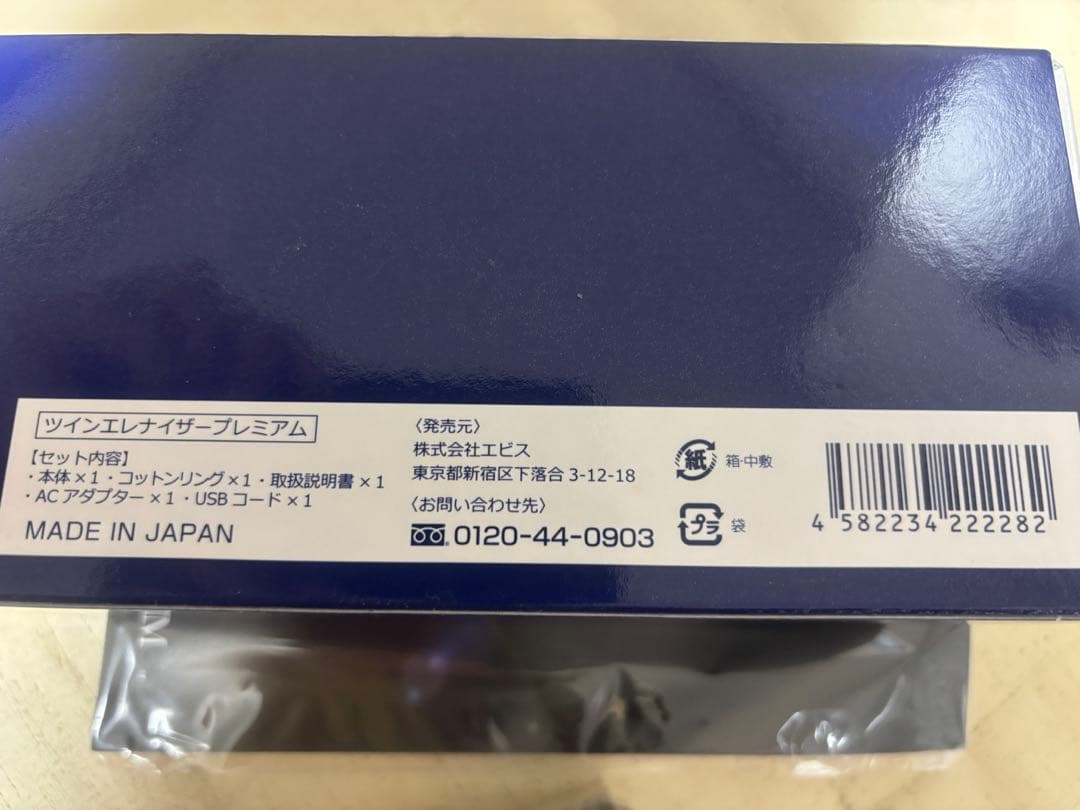 ツインエレナイザープレミアム
【セット内容】
・本体×1・コットンリング×1・取扱説明書×1
・ACアダプター×1・USBコード×1
MADE IN JAPAN
〈発売元〉
株式会社エビス
東京都新宿区下落合3-12-18
〈お問い合わせ先〉
0120-44-0903
紙 箱・中敷
プラ 袋
4 582234 222282
M